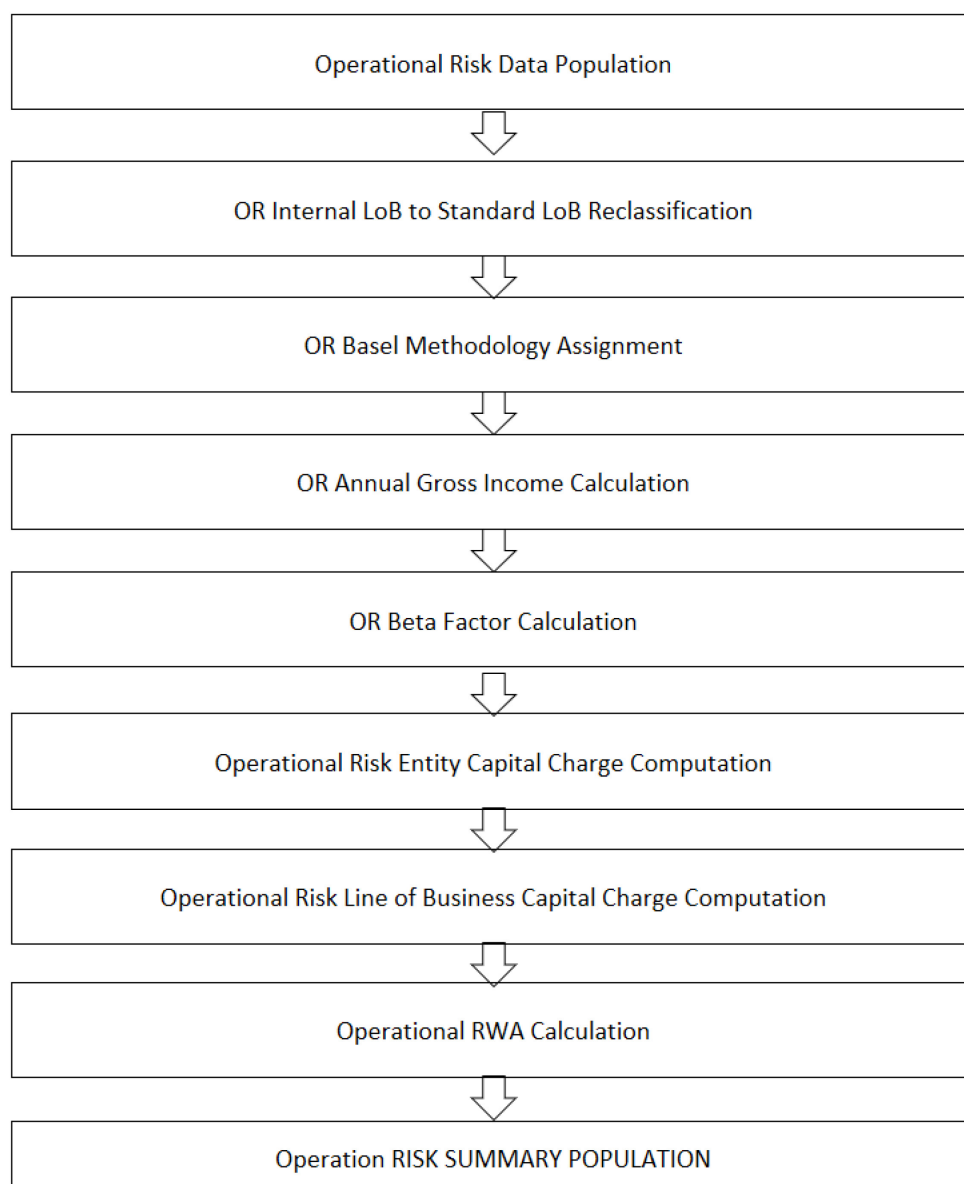 Operational Risk Data Population
OR Internal LoB to Standard LoB Reclassification
OR Basel Methodology Assignment
OR Annual Gross Income Calculation
OR Beta Factor Calculation
Operational Risk Entity Capital Charge Computation
Operational Risk Line of Business Capital Charge Computation
Operational RWA Calculation
Operation RISK SUMMARY POPULATION